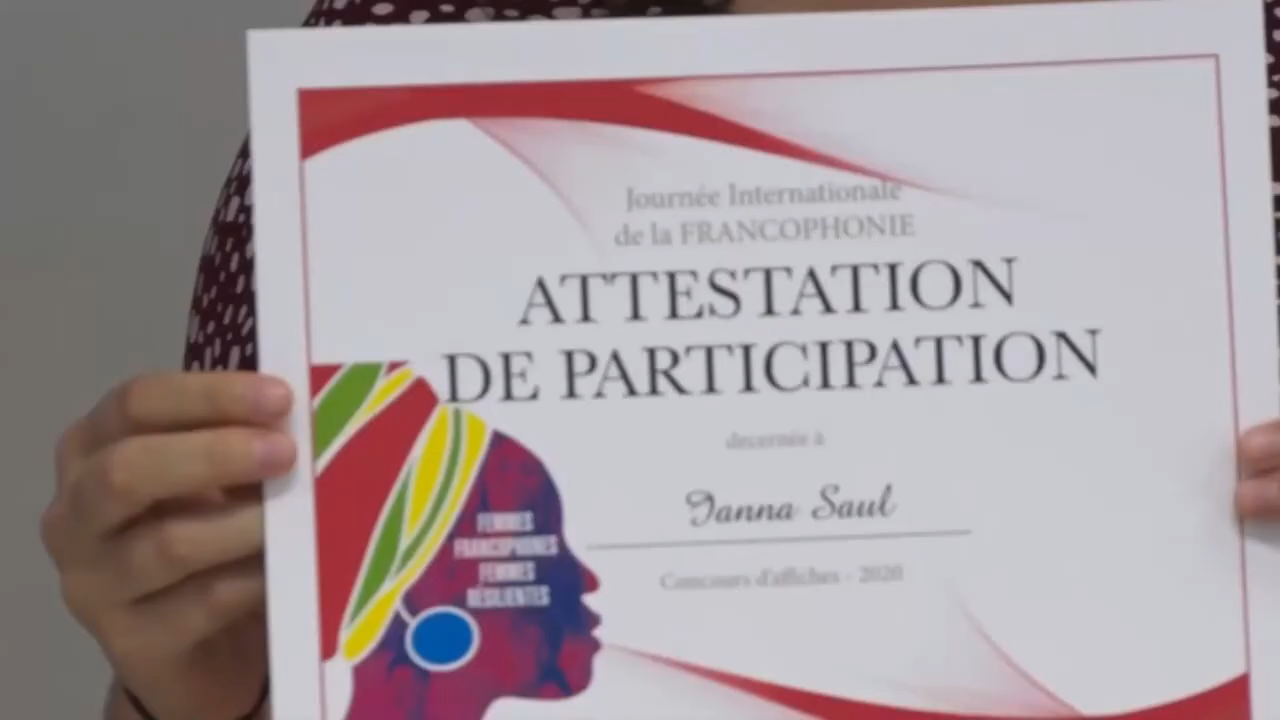 Journée Internationale
de la FRANCOPHONIE
ATTESTATION
DE PARTICIPATION
décernée à
Ianna Saul
Concours d'affiches - 2020
FEMMES
FRANCOPHONES
FEMMES
RÉSILIENTES